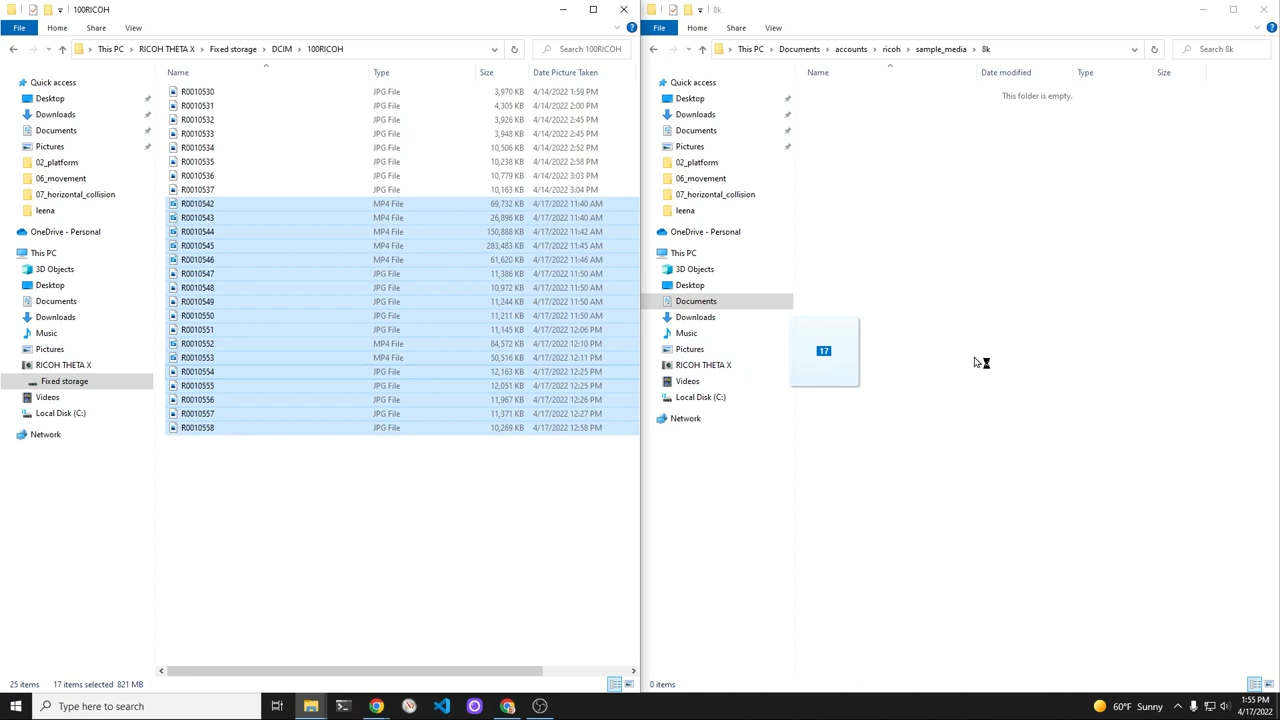 100RICOH
File Home Share View
This PC RICOH THETA X Fixed storage DCIM 100RICOH Search 100RICOH
Quick access
Desktop
Downloads
Documents
Pictures
02_platform
06_movement
07_horizontal_collision
leena
OneDrive - Personal
This PC
3D Objects
Desktop
Documents
Downloads
Music
Pictures
RICOH THETA X
Fixed storage
Videos
Local Disk (C:)
Network
Name Type Size Date Picture Taken
R0010530 JPG File 3,970 KB 4/14/2022 1:59 PM
R0010531 JPG File 4,305 KB 4/14/2022 2:00 PM
R0010532 JPG File 3,926 KB 4/14/2022 2:45 PM
R0010533 JPG File 3,948 KB 4/14/2022 2:45 PM
R0010534 JPG File 10,506 KB 4/14/2022 2:52 PM
R0010535 JPG File 10,238 KB 4/14/2022 2:58 PM
R0010536 JPG File 10,779 KB 4/14/2022 3:03 PM
R0010537 JPG File 10,163 KB 4/14/2022 3:04 PM
R0010542 MP4 File 69,732 KB 4/17/2022 11:40 AM
R0010543 MP4 File 26,896 KB 4/17/2022 11:40 AM
R0010544 MP4 File 150,888 KB 4/17/2022 11:42 AM
R0010545 MP4 File 283,483 KB 4/17/2022 11:45 AM
R0010546 MP4 File 61,620 KB 4/17/2022 11:46 AM
R0010547 JPG File 11,386 KB 4/17/2022 11:50 AM
R0010548 JPG File 10,972 KB 4/17/2022 11:50 AM
R0010549 JPG File 11,244 KB 4/17/2022 11:50 AM
R0010550 JPG File 11,211 KB 4/17/2022 11:50 AM
R0010551 JPG File 11,145 KB 4/17/2022 12:06 PM
R0010552 MP4 File 84,572 KB 4/17/2022 12:10 PM
R0010553 MP4 File 50,516 KB 4/17/2022 12:11 PM
R0010554 JPG File 12,163 KB 4/17/2022 12:25 PM
R0010555 JPG File 12,051 KB 4/17/2022 12:25 PM
R0010556 JPG File 11,967 KB 4/17/2022 12:26 PM
R0010557 JPG File 11,371 KB 4/17/2022 12:27 PM
R0010558 JPG File 10,269 KB 4/17/2022 12:58 PM
25 items 17 items selected 821 MB
8k
File Home Share View
This PC Documents accounts ricoh sample_media 8k Search 8k
Quick access
Desktop
Downloads
Documents
Pictures
02_platform
06_movement
07_horizontal_collision
leena
OneDrive - Personal
This PC
3D Objects
Desktop
Documents
Downloads
Music
Pictures
RICOH THETA X
Videos
Local Disk (C:)
Network
Name Date modified Type Size
This folder is empty.
17
0 items
Type here to search
60°F Sunny
1:55 PM
4/17/2022